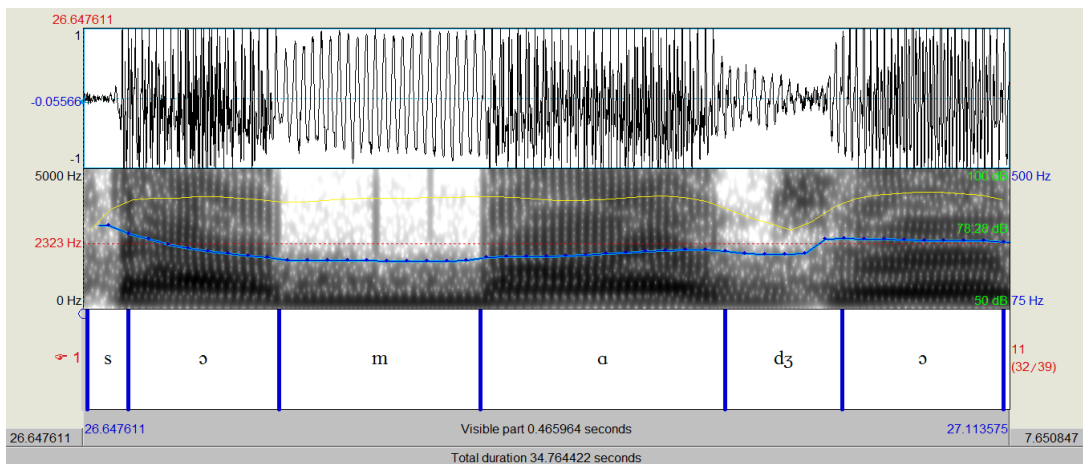 26.647611
1
-0.05566
-1
5000 Hz 100 dB 500 Hz
2323 Hz 78.28 dB
0 Hz 50 dB 75 Hz
☞ 1 s ɔ m ɑ dʒ ɔ 11
(32/39)
26.647611 26.647611 Visible part 0.465964 seconds 27.113575 7.650847
Total duration 34.764422 seconds